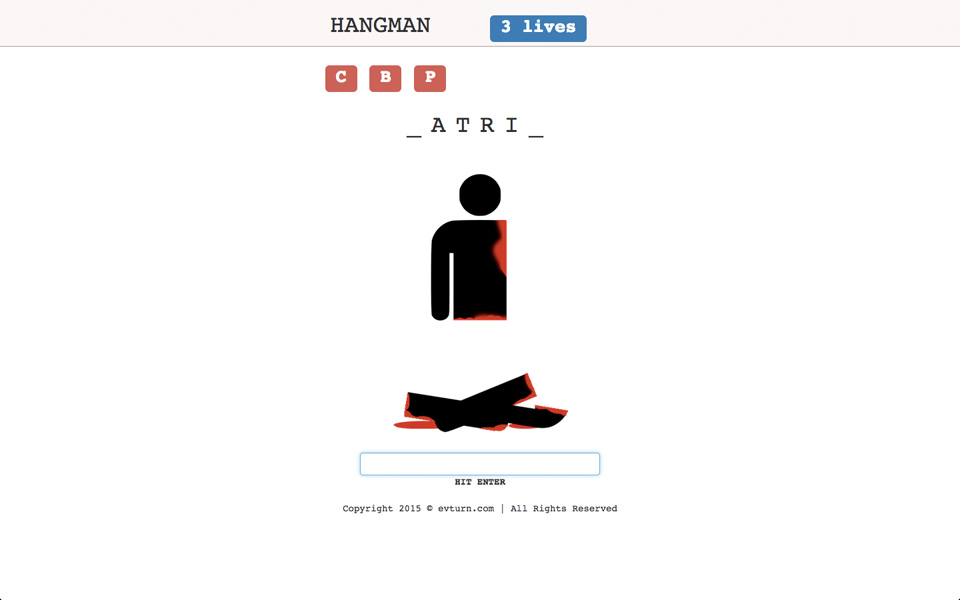 HANGMAN 3 lives
C B P
_ A T R I _
HIT ENTER
Copyright 2015 © evturn.com | All Rights Reserved